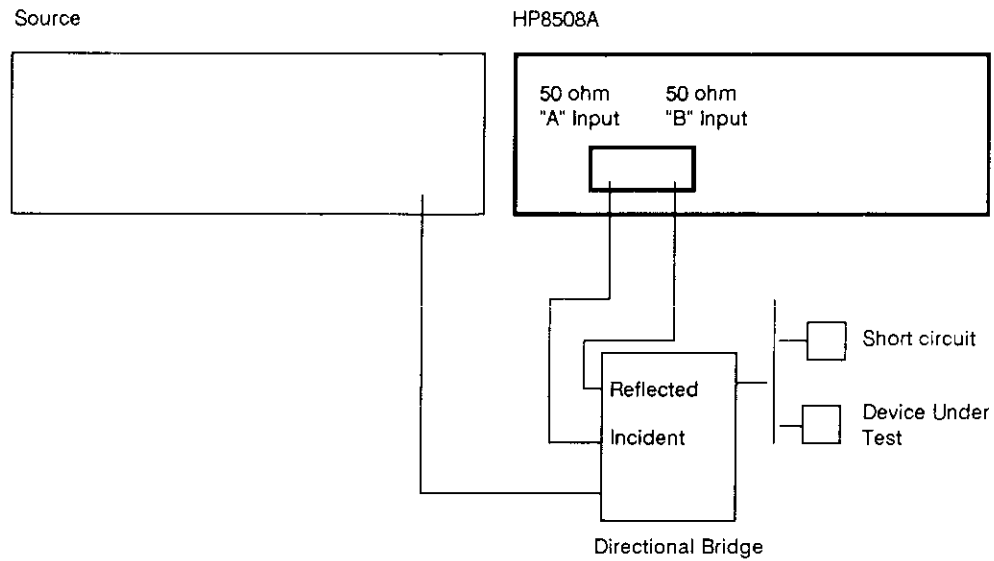 Source
HP8508A
50 ohm
"A" Input
50 ohm
"B" Input
Reflected
Incident
Short circuit
Device Under
Test
Directional Bridge